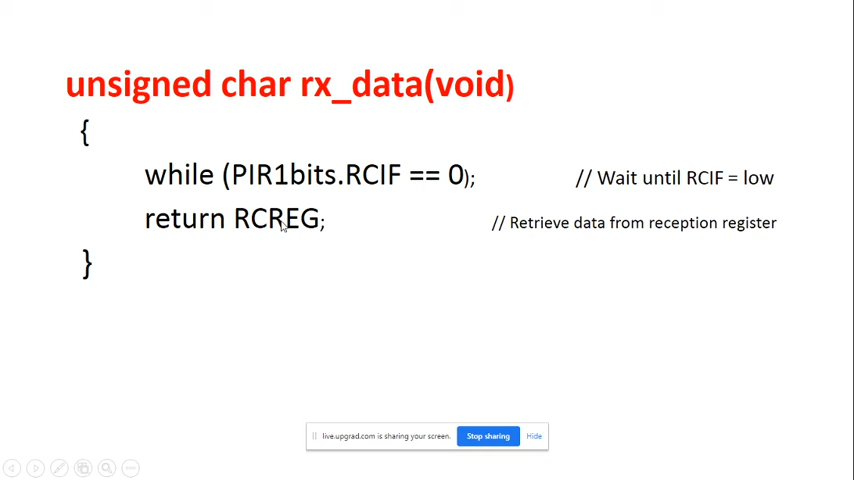 unsigned char rx_data(void)
{
while (PIR1bits.RCIF == 0); // Wait until RCIF = low
return RCREG; // Retrieve data from reception register
}
live.upgrad.com is sharing your screen. Stop sharing Hide